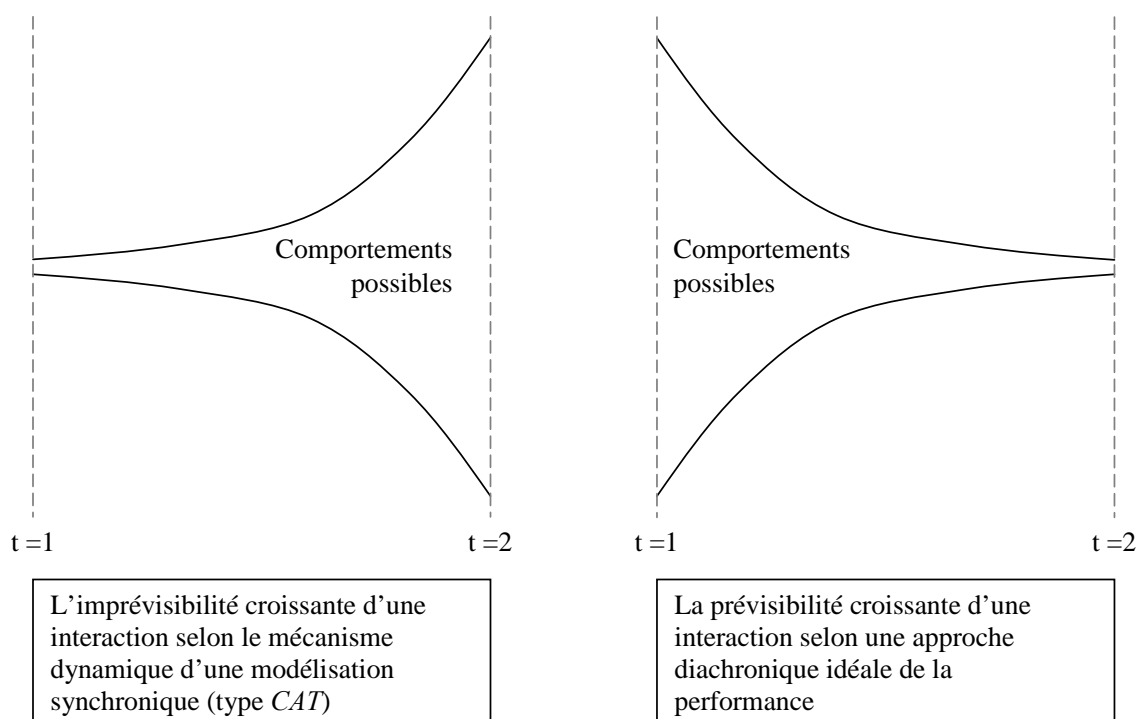 Comportements
possibles
t =1
t =2
L’imprévisibilité croissante d’une
interaction selon le mécanisme
dynamique d’une modélisation
synchronique (type CAT)
Comportements
possibles
t =1
t =2
La prévisibilité croissante d’une
interaction selon une approche
diachronique idéale de la
performance